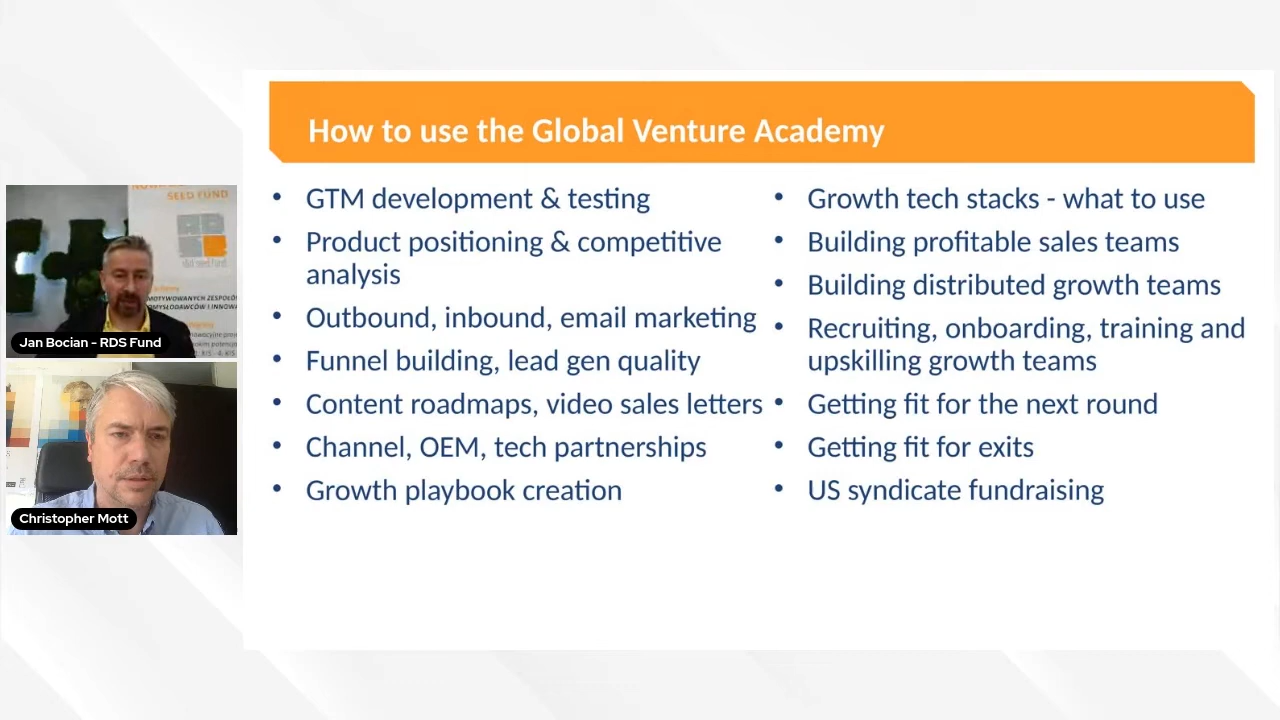 How to use the Global Venture Academy
• GTM development & testing
• Product positioning & competitive
analysis
• Outbound, inbound, email marketing
• Funnel building, lead gen quality
• Content roadmaps, video sales letters
• Channel, OEM, tech partnerships
• Growth playbook creation
• Growth tech stacks - what to use
• Building profitable sales teams
• Building distributed growth teams
• Recruiting, onboarding, training and
upskilling growth teams
• Getting fit for the next round
• Getting fit for exits
• US syndicate fundraising
SEED FUND
r&d seed fund
Jan Bocian - RDS Fund
Christopher Mott